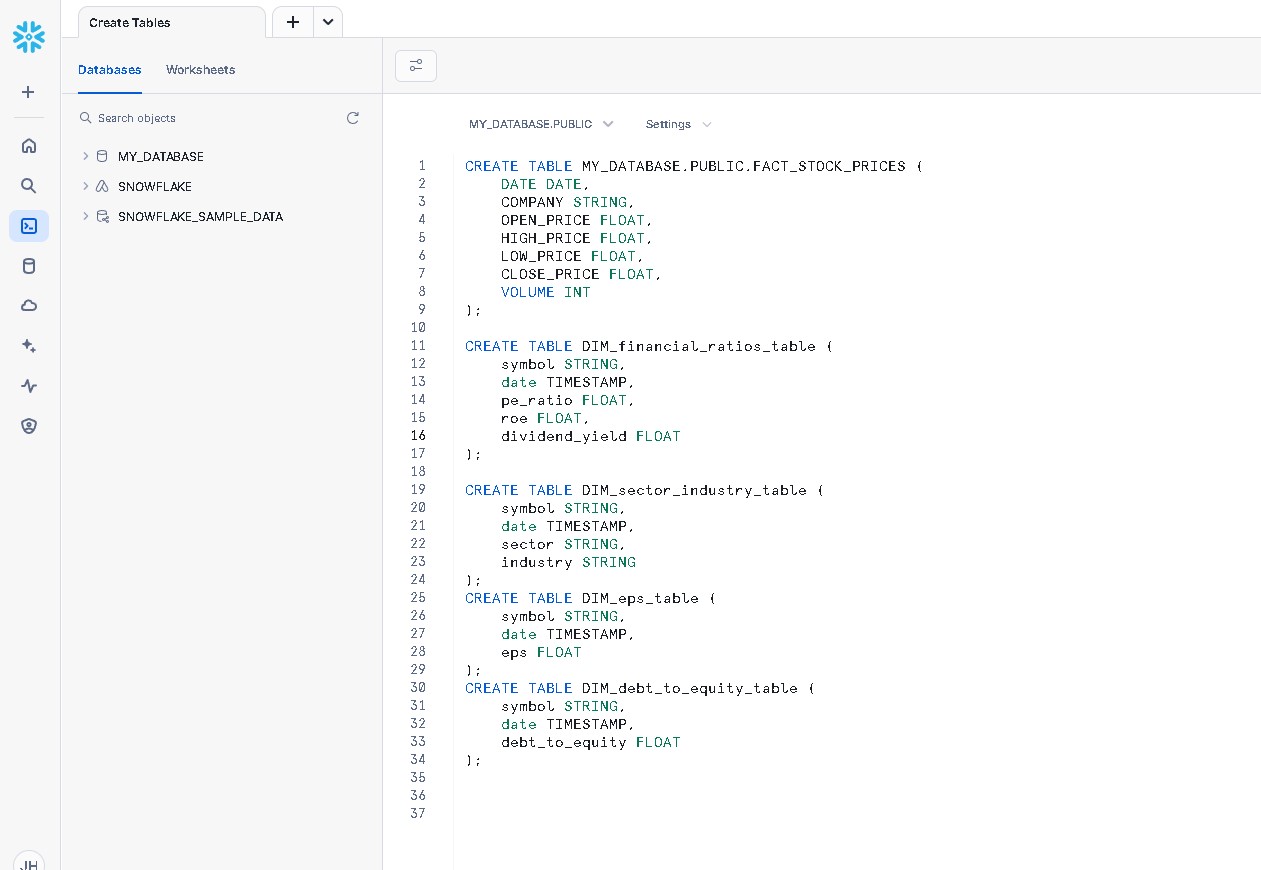 Create Tables
Databases
Worksheets
Search objects
MY_DATABASE
SNOWFLAKE
SNOWFLAKE_SAMPLE_DATA
JH
MY_DATABASE.PUBLIC
Settings
1 CREATE TABLE MY_DATABASE.PUBLIC.FACT_STOCK_PRICES (
2 DATE DATE,
3 COMPANY STRING,
4 OPEN_PRICE FLOAT,
5 HIGH_PRICE FLOAT,
6 LOW_PRICE FLOAT,
7 CLOSE_PRICE FLOAT,
8 VOLUME INT
9 );
10
11 CREATE TABLE DIM_financial_ratios_table (
12 symbol STRING,
13 date TIMESTAMP,
14 pe_ratio FLOAT,
15 roe FLOAT,
16 dividend_yield FLOAT
17 );
18
19 CREATE TABLE DIM_sector_industry_table (
20 symbol STRING,
21 date TIMESTAMP,
22 sector STRING,
23 industry STRING
24 );
25 CREATE TABLE DIM_eps_table (
26 symbol STRING,
27 date TIMESTAMP,
28 eps FLOAT
29 );
30 CREATE TABLE DIM_debt_to_equity_table (
31 symbol STRING,
32 date TIMESTAMP,
33 debt_to_equity FLOAT
34 );
35
36
37